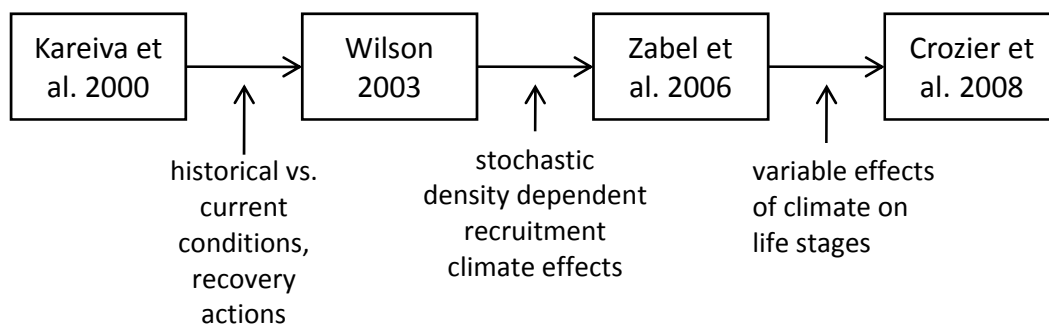 Kareiva et
al. 2000
Wilson
2003
Zabel et
al. 2006
Crozier et
al. 2008
historical vs.
current
conditions,
recovery
actions
stochastic
density dependent
recruitment
climate effects
variable effects
of climate on
life stages